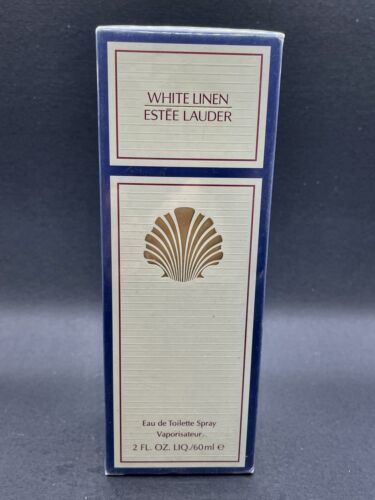 WHITE LINEN
ESTĒE LAUDER
Eau de Toilette Spray
Vaporisateur
2 FL. OZ. LIQ./60ml ℮